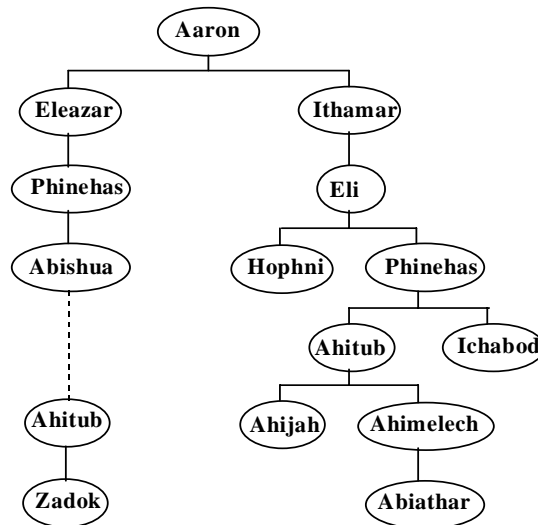 Aaron
Eleazar Ithamar
Phinehas Eli
Abishua Hophni Phinehas
Ahitub Ichabod
Ahitub Ahijah Ahimelech
Zadok Abiathar